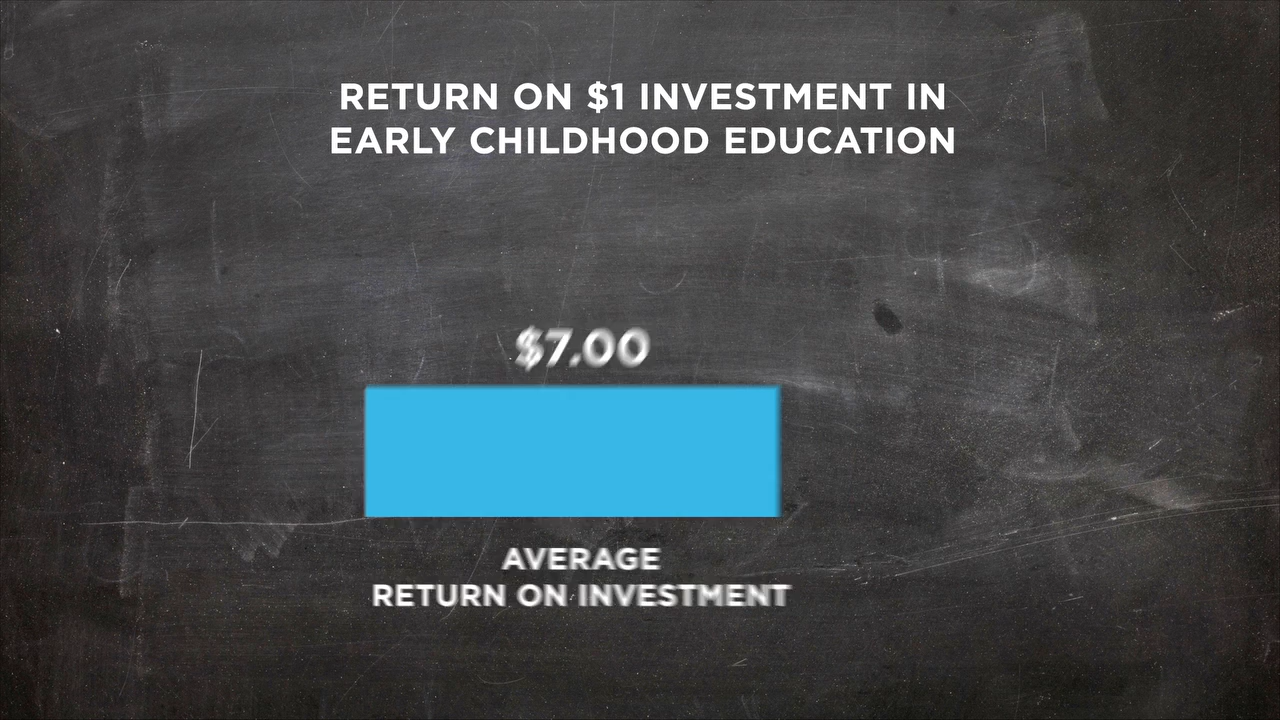 RETURN ON $1 INVESTMENT IN
EARLY CHILDHOOD EDUCATION
$7.00
AVERAGE
RETURN ON INVESTMENT